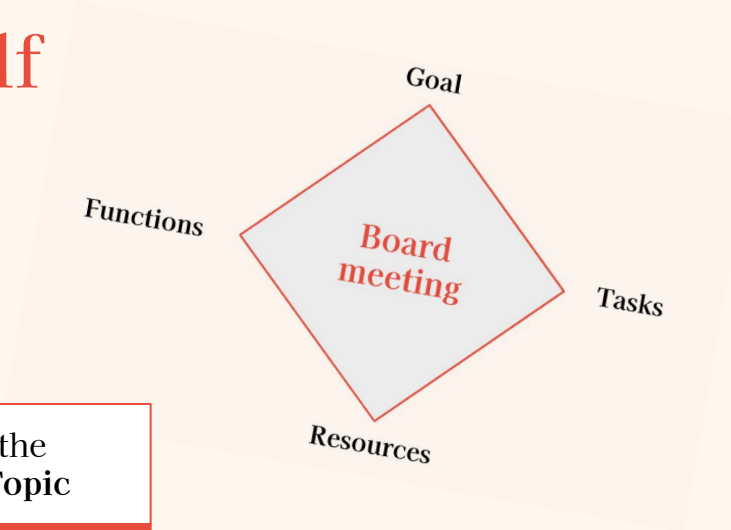 lf
Goal
Functions
Board
meeting
Tasks
Resources
the
Topic